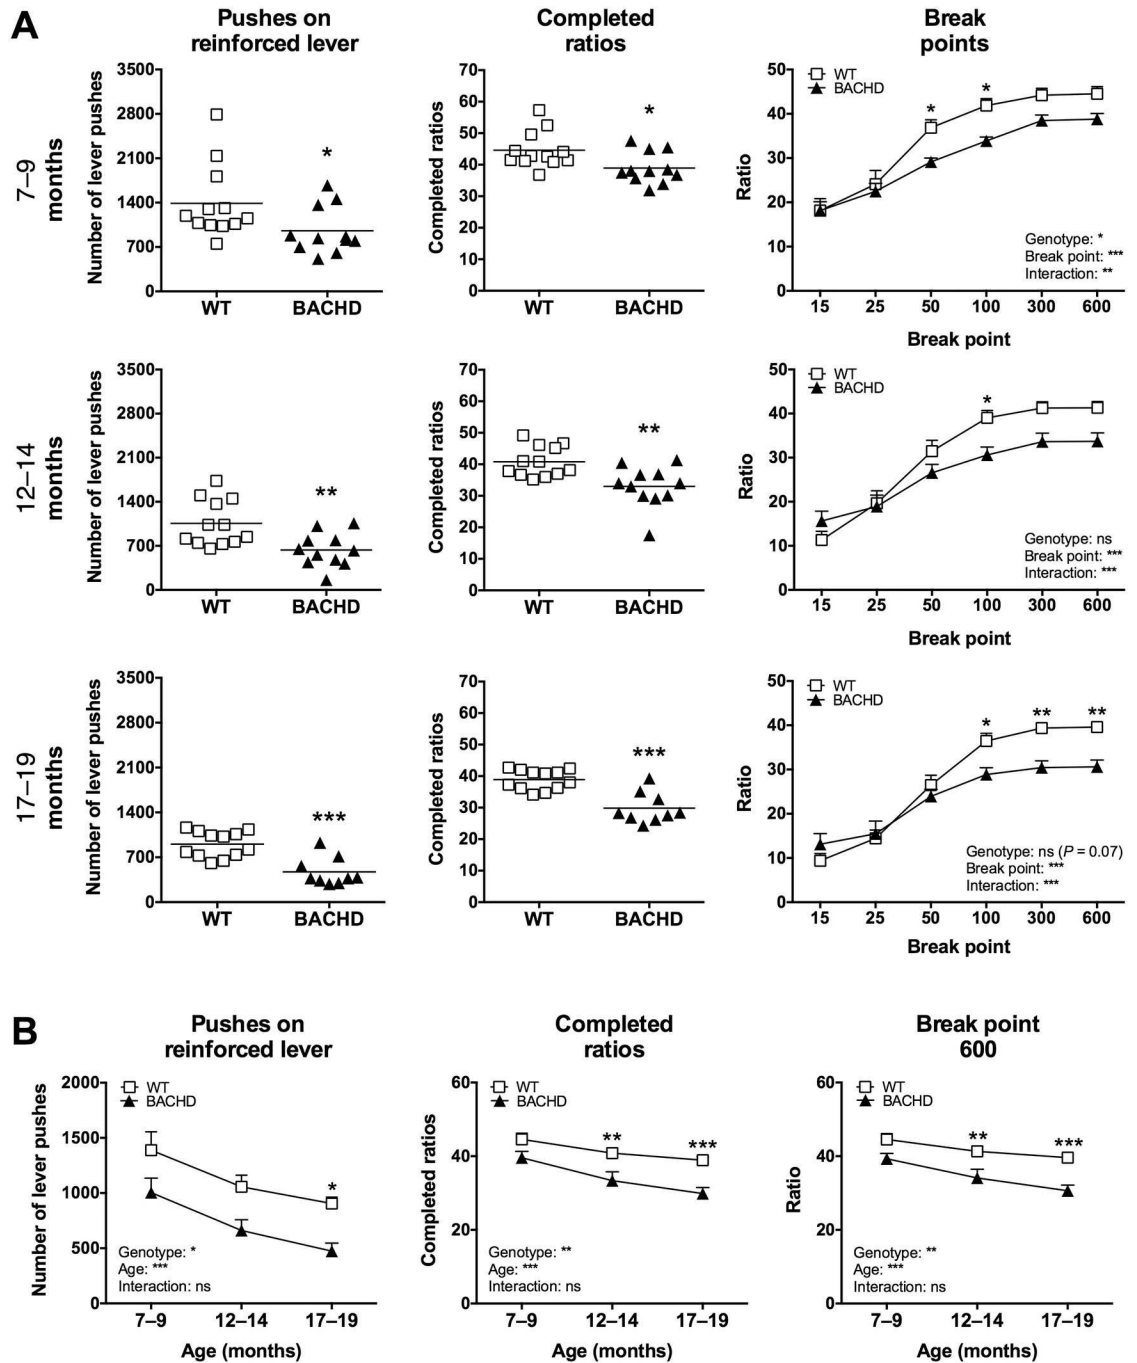 A
Pushes on
reinforced lever
Completed
ratios
Break
points
7–9
months
Number of lever pushes
3500
2800
2100
1400
700
0
*
WT
BACHD
Completed ratios
70
60
50
40
30
20
10
0
*
WT
BACHD
Ratio
50
40
30
20
10
0
WT
BACHD
*
*
Genotype: *
Break point: ***
Interaction: **
15
25
50
100
300
600
Break point
12–14
months
Number of lever pushes
3500
2800
2100
1400
700
0
**
WT
BACHD
Completed ratios
70
60
50
40
30
20
10
0
**
WT
BACHD
Ratio
50
40
30
20
10
0
WT
BACHD
*
Genotype: ns
Break point: ***
Interaction: ***
15
25
50
100
300
600
Break point
17–19
months
Number of lever pushes
3500
2800
2100
1400
700
0
***
WT
BACHD
Completed ratios
70
60
50
40
30
20
10
0
***
WT
BACHD
Ratio
50
40
30
20
10
0
WT
BACHD
*
**
**
Genotype: ns (P = 0.07)
Break point: ***
Interaction: ***
15
25
50
100
300
600
Break point
B
Pushes on
reinforced lever
Number of lever pushes
2000
1500
1000
500
0
WT
BACHD
*
Genotype: *
Age: ***
Interaction: ns
7–9
12–14
17–19
Age (months)
Completed
ratios
Completed ratios
60
40
20
0
WT
BACHD
**
***
Genotype: **
Age: ***
Interaction: ns
7–9
12–14
17–19
Age (months)
Break point
600
Ratio
60
40
20
0
WT
BACHD
**
***
Genotype: **
Age: ***
Interaction: ns
7–9
12–14
17–19
Age (months)